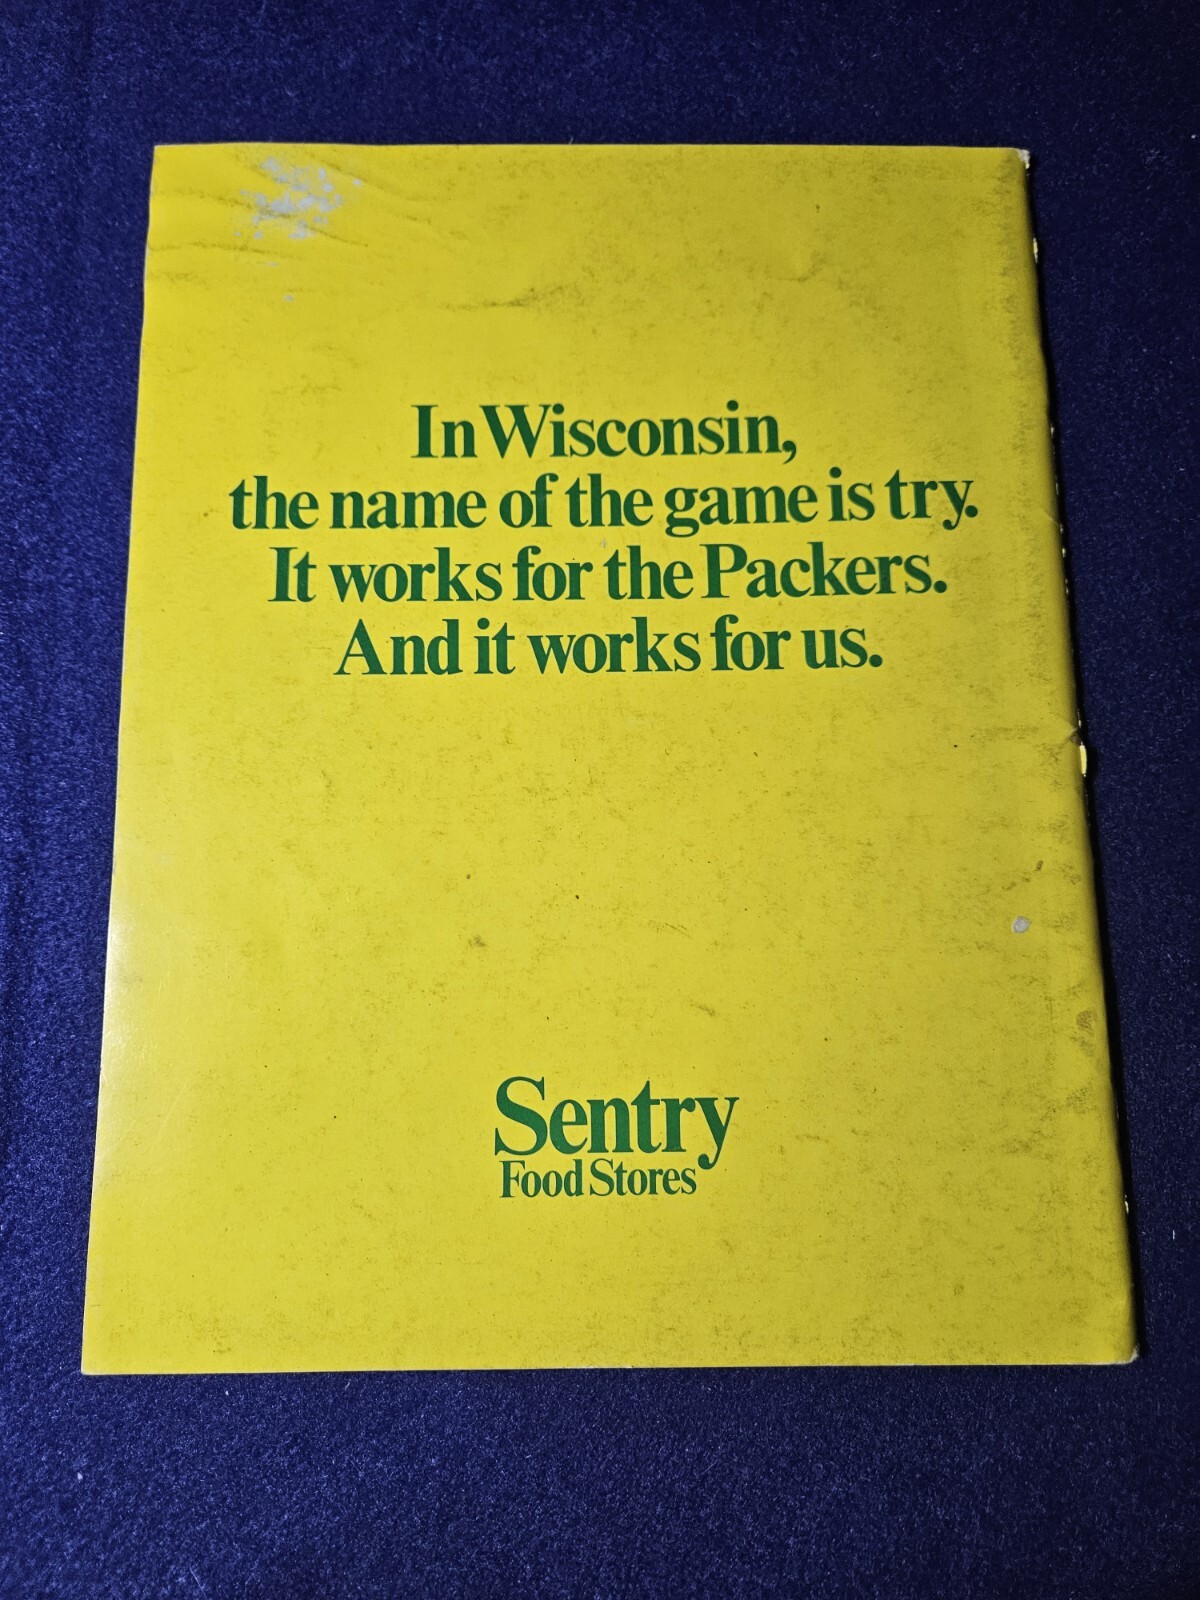 In Wisconsin,
the name of the game is try.
It works for the Packers.
And it works for us.
Sentry
Food Stores